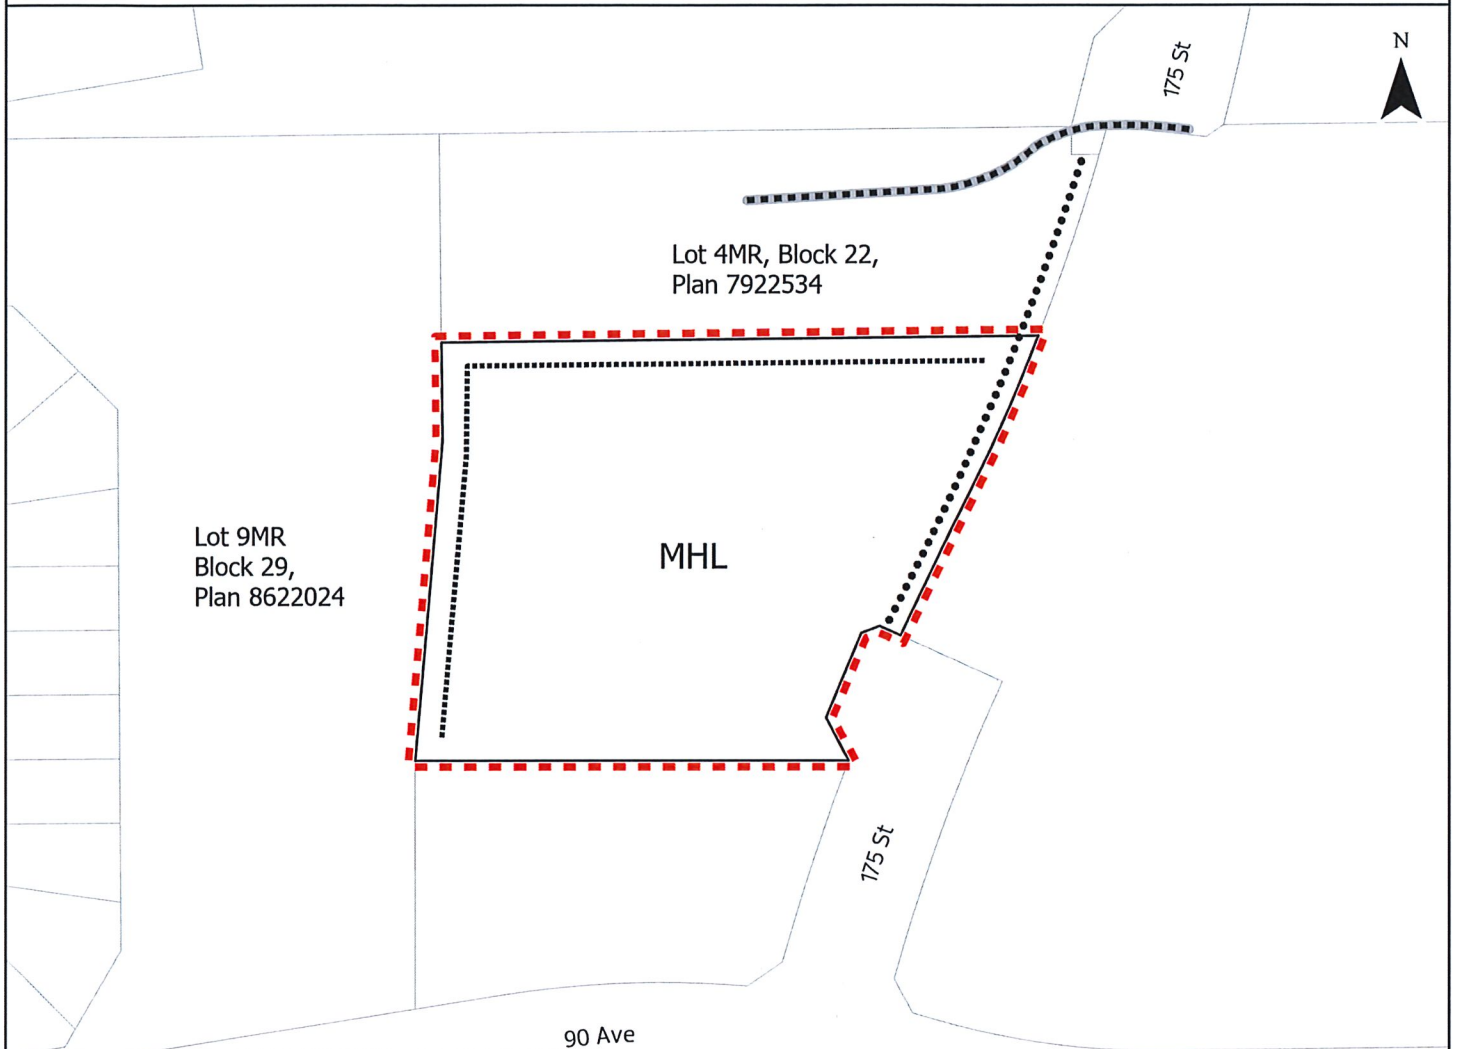 N
175 St
Lot 4MR, Block 22,
Plan 7922534
Lot 9MR
Block 29,
Plan 8622024
MHL
175 St
90 Ave